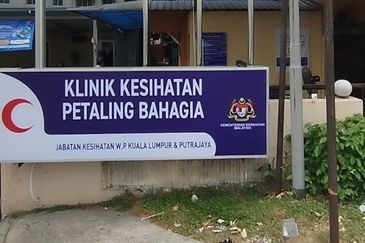 KLINIK KESIHATAN
PETALING BAHAGIA
JABATAN KESIHATAN W.P KUALA LUMPUR & PUTRAJAYA
KEMENTERIAN KESIHATAN
MALAYSIA